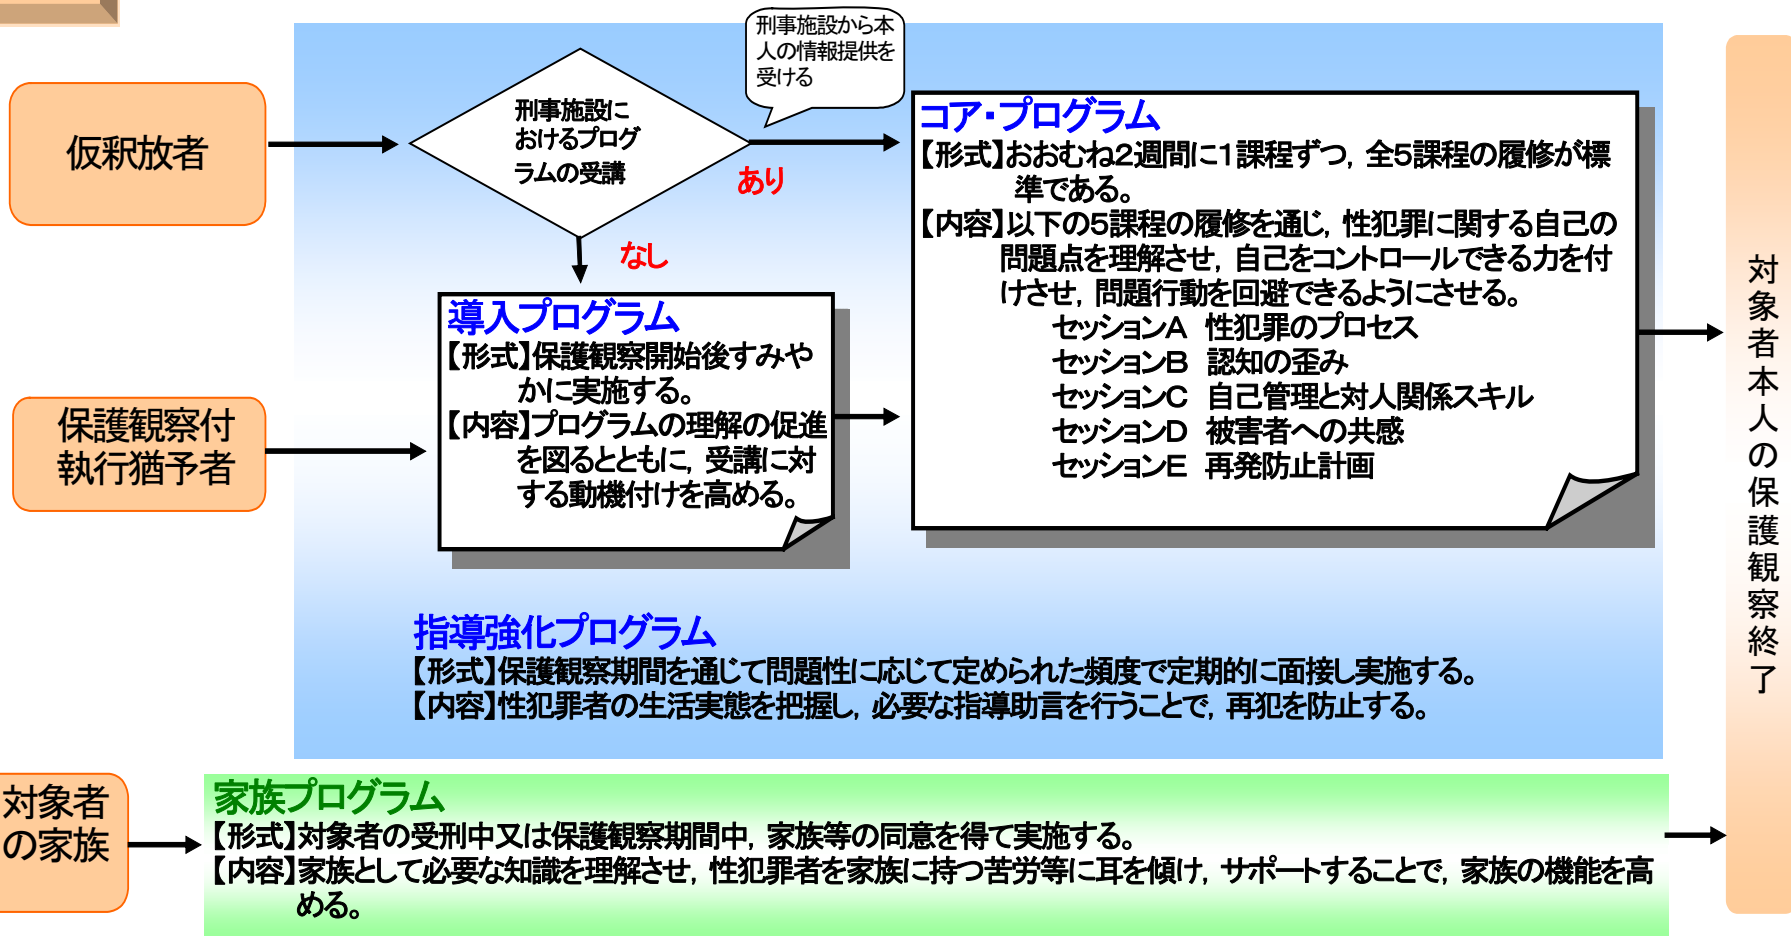 刑事施設から本
人の情報提供を
受ける
仮釈放者
刑事施設に
おけるプログ
ラムの受講
あり
なし
コア・プログラム
【形式】おおむね2週間に1課程ずつ，全5課程の履修が標
準である。
【内容】以下の5課程の履修を通じ，性犯罪に関する自己の
問題点を理解させ，自己をコントロールできる力を付
けさせ，問題行動を回避できるようにさせる。
セッションA　性犯罪のプロセス
セッションB　認知の歪み
セッションC　自己管理と対人関係スキル
セッションD　被害者への共感
セッションE　再発防止計画
導入プログラム
【形式】保護観察開始後すみや
かに実施する。
【内容】プログラムの理解の促進
を図るとともに，受講に対
する動機付けを高める。
保護観察付
執行猶予者
指導強化プログラム
【形式】保護観察期間を通じて問題性に応じて定められた頻度で定期的に面接し実施する。
【内容】性犯罪者の生活実態を把握し，必要な指導助言を行うことで，再犯を防止する。
対象者
の家族
家族プログラム
【形式】対象者の受刑中又は保護観察期間中，家族等の同意を得て実施する。
【内容】家族として必要な知識を理解させ，性犯罪者を家族に持つ苦労等に耳を傾け，サポートすることで，家族の機能を高
める。
対象者本人の保護観察終了